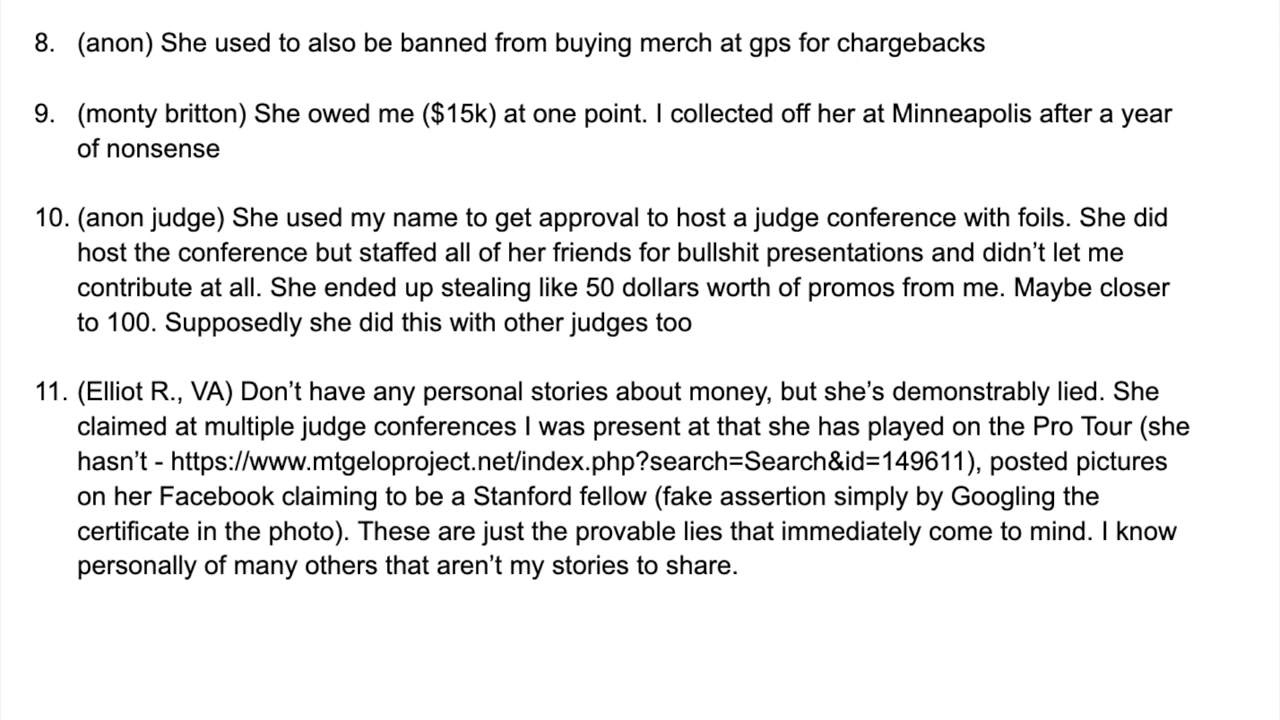 8. (anon) She used to also be banned from buying merch at gps for chargebacks
9. (monty britton) She owed me ($15k) at one point. I collected off her at Minneapolis after a year
of nonsense
10. (anon judge) She used my name to get approval to host a judge conference with foils. She did
host the conference but staffed all of her friends for bullshit presentations and didn’t let me
contribute at all. She ended up stealing like 50 dollars worth of promos from me. Maybe closer
to 100. Supposedly she did this with other judges too
11. (Elliot R., VA) Don’t have any personal stories about money, but she’s demonstrably lied. She
claimed at multiple judge conferences I was present at that she has played on the Pro Tour (she
hasn’t - https://www.mtgeloproject.net/index.php?search=Search&id=149611), posted pictures
on her Facebook claiming to be a Stanford fellow (fake assertion simply by Googling the
certificate in the photo). These are just the provable lies that immediately come to mind. I know
personally of many others that aren’t my stories to share.